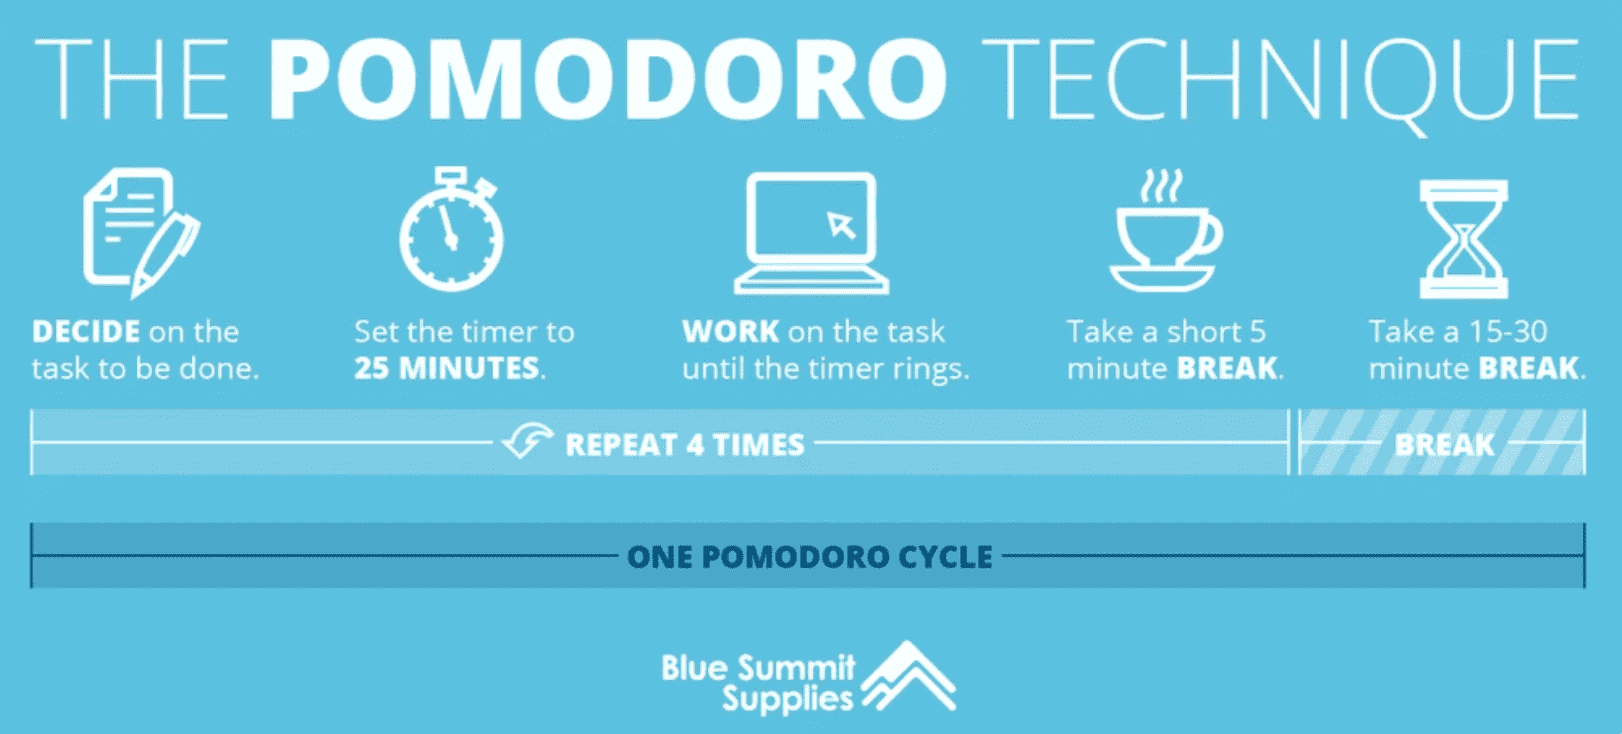 THE POMODORO TECHNIQUE
DECIDE on the
task to be done.
Set the timer to
25 MINUTES.
WORK on the task
until the timer rings.
Take a short 5
minute BREAK.
Take a 15-30
minute BREAK.
REPEAT 4 TIMES
BREAK
ONE POMODORO CYCLE
Blue Summit
Supplies